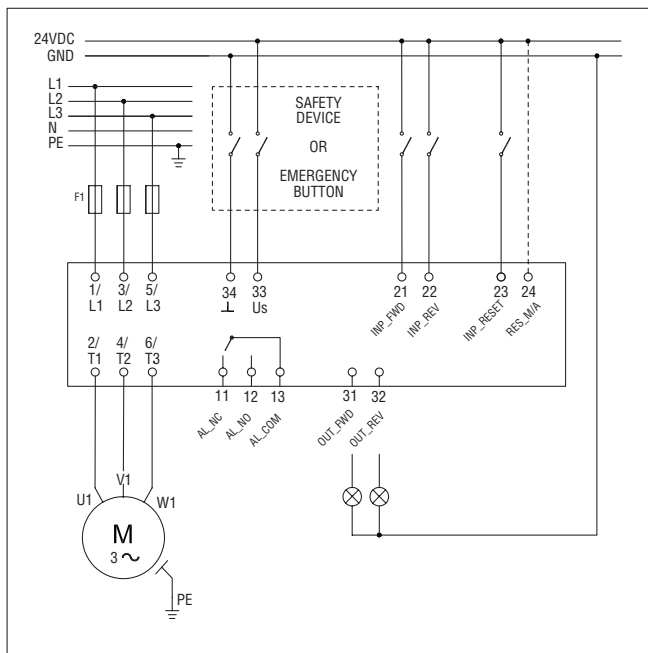 24VDC
GND
L1
L2
L3
N
PE
SAFETY
DEVICE
OR
EMERGENCY
BUTTON
F1
1/
L1
3/
L2
5/
L3
34
⊥
33
Us
21
INP_FWD
22
INP_REV
23
INP_RESET
24
RES_M/A
2/
T1
4/
T2
6/
T3
11
AL_NC
12
AL_NO
13
AL_COM
31
OUT_FWD
32
OUT_REV
U1
V1
W1
M
3 ~
PE